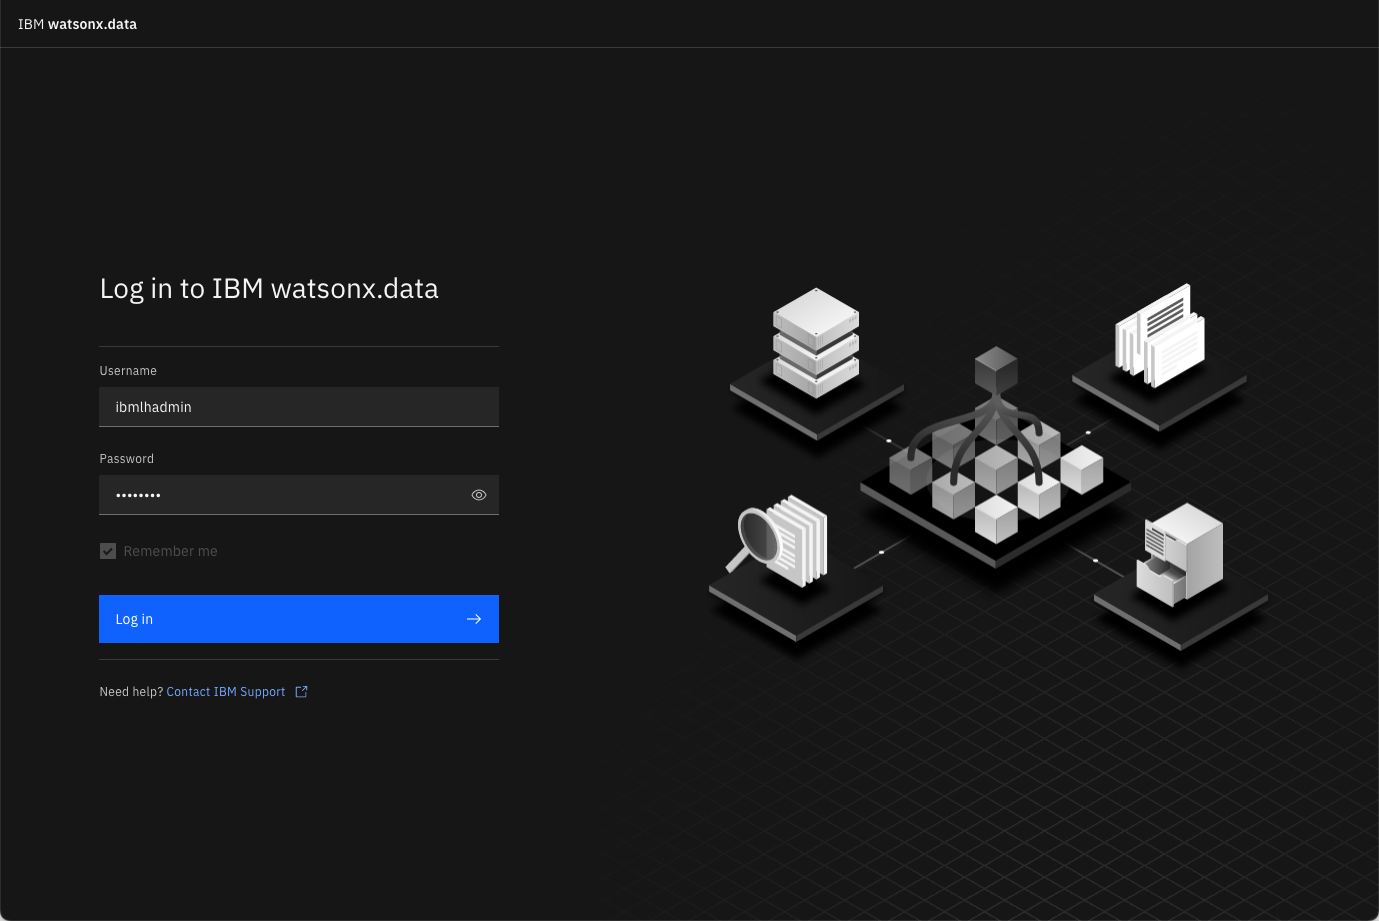 IBM watsonx.data
Log in to IBM watsonx.data
Username
ibmlhadmin
Password
••••••••
Remember me
Log in
Need help? Contact IBM Support